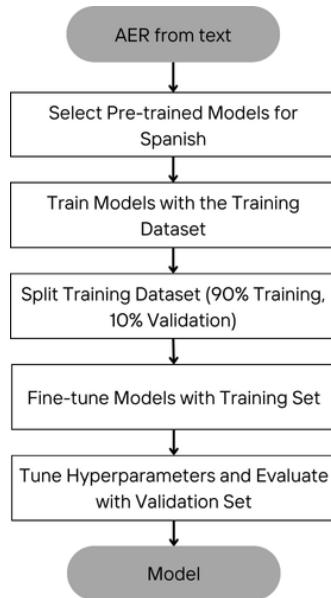 AER from text
Select Pre-trained Models for
Spanish
Train Models with the Training
Dataset
Split Training Dataset (90% Training,
10% Validation)
Fine-tune Models with Training Set
Tune Hyperparameters and Evaluate
with Validation Set
Model